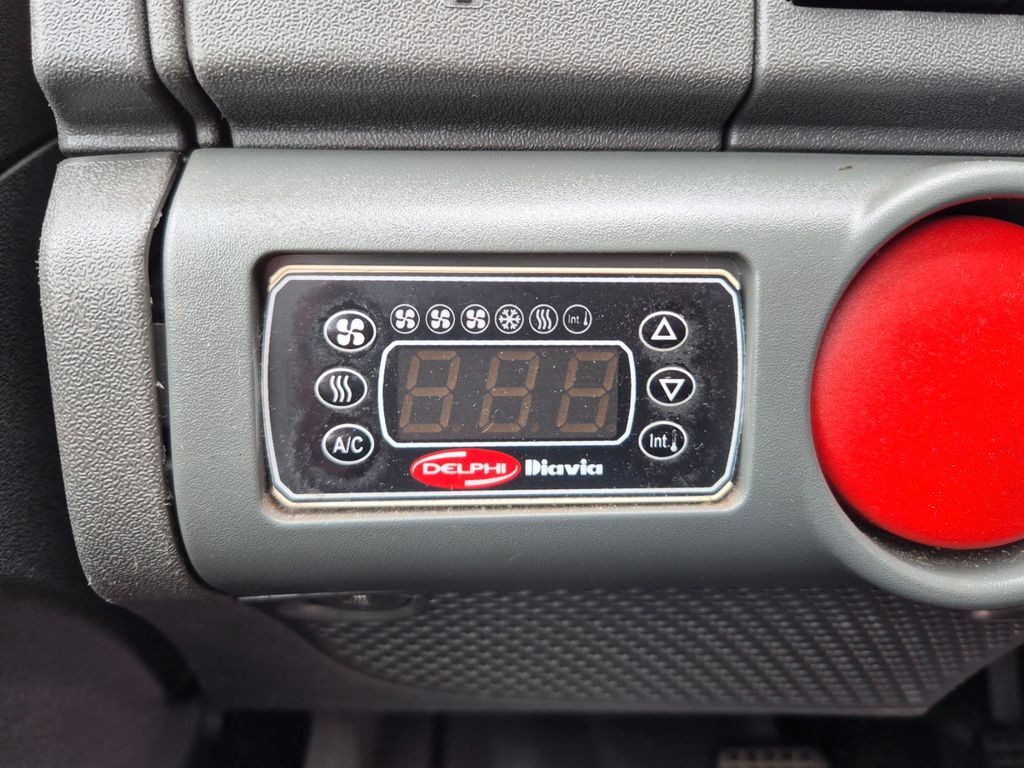 Int.
A/C
Int.
DELPHI Diavia